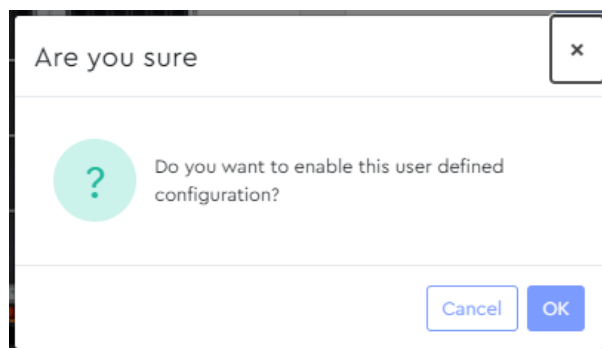 Are you sure
×
?
Do you want to enable this user defined
configuration?
Cancel
OK